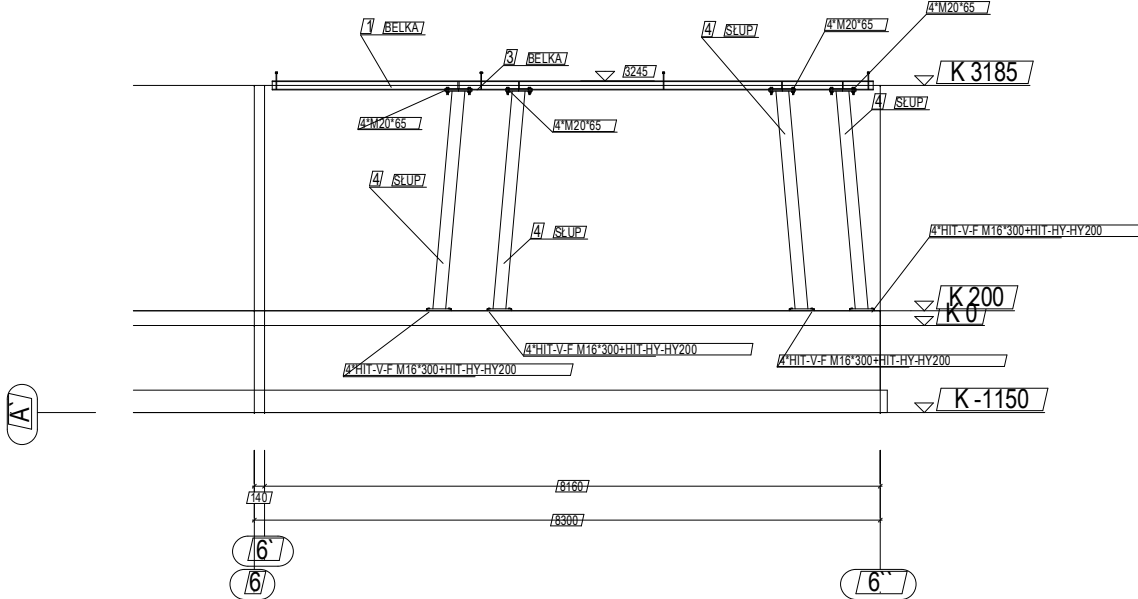 4*M20*65
1 BELKA
4 SŁUP
4*M20*65
3 BELKA
3245
K 3185
4 SŁUP
4*M20*65
4*M20*65
4 SŁUP
4 SŁUP
4*HIT-V-F M16*300+HIT-HY-HY200
K 200
K 0
4*HIT-V-F M16*300+HIT-HY-HY200
4*HIT-V-F M16*300+HIT-HY-HY200
4*HIT-V-F M16*300+HIT-HY-HY200
K -1150
A`
8160
140
8300
6`
6
6``